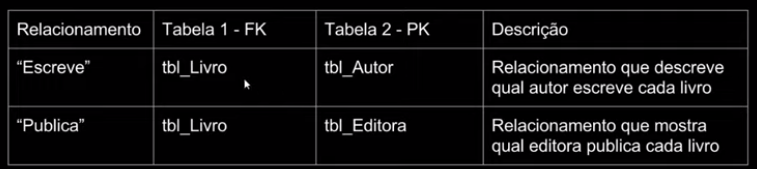 Relacionamento Tabela 1 - FK Tabela 2 - PK Descrição
“Escreve” tbl_Livro tbl_Autor Relacionamento que descreve
qual autor escreve cada livro
“Publica” tbl_Livro tbl_Editora Relacionamento que mostra
qual editora publica cada livro